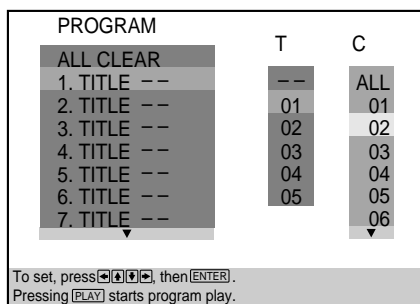 PROGRAM
T C
ALL CLEAR
1. TITLE – –
2. TITLE – –
3. TITLE – –
4. TITLE – –
5. TITLE – –
6. TITLE – –
7. TITLE – –
– –
01
02
03
04
05
ALL
01
02
03
04
05
06
To set, press ←↑↓→, then ENTER.
Pressing PLAY starts program play.